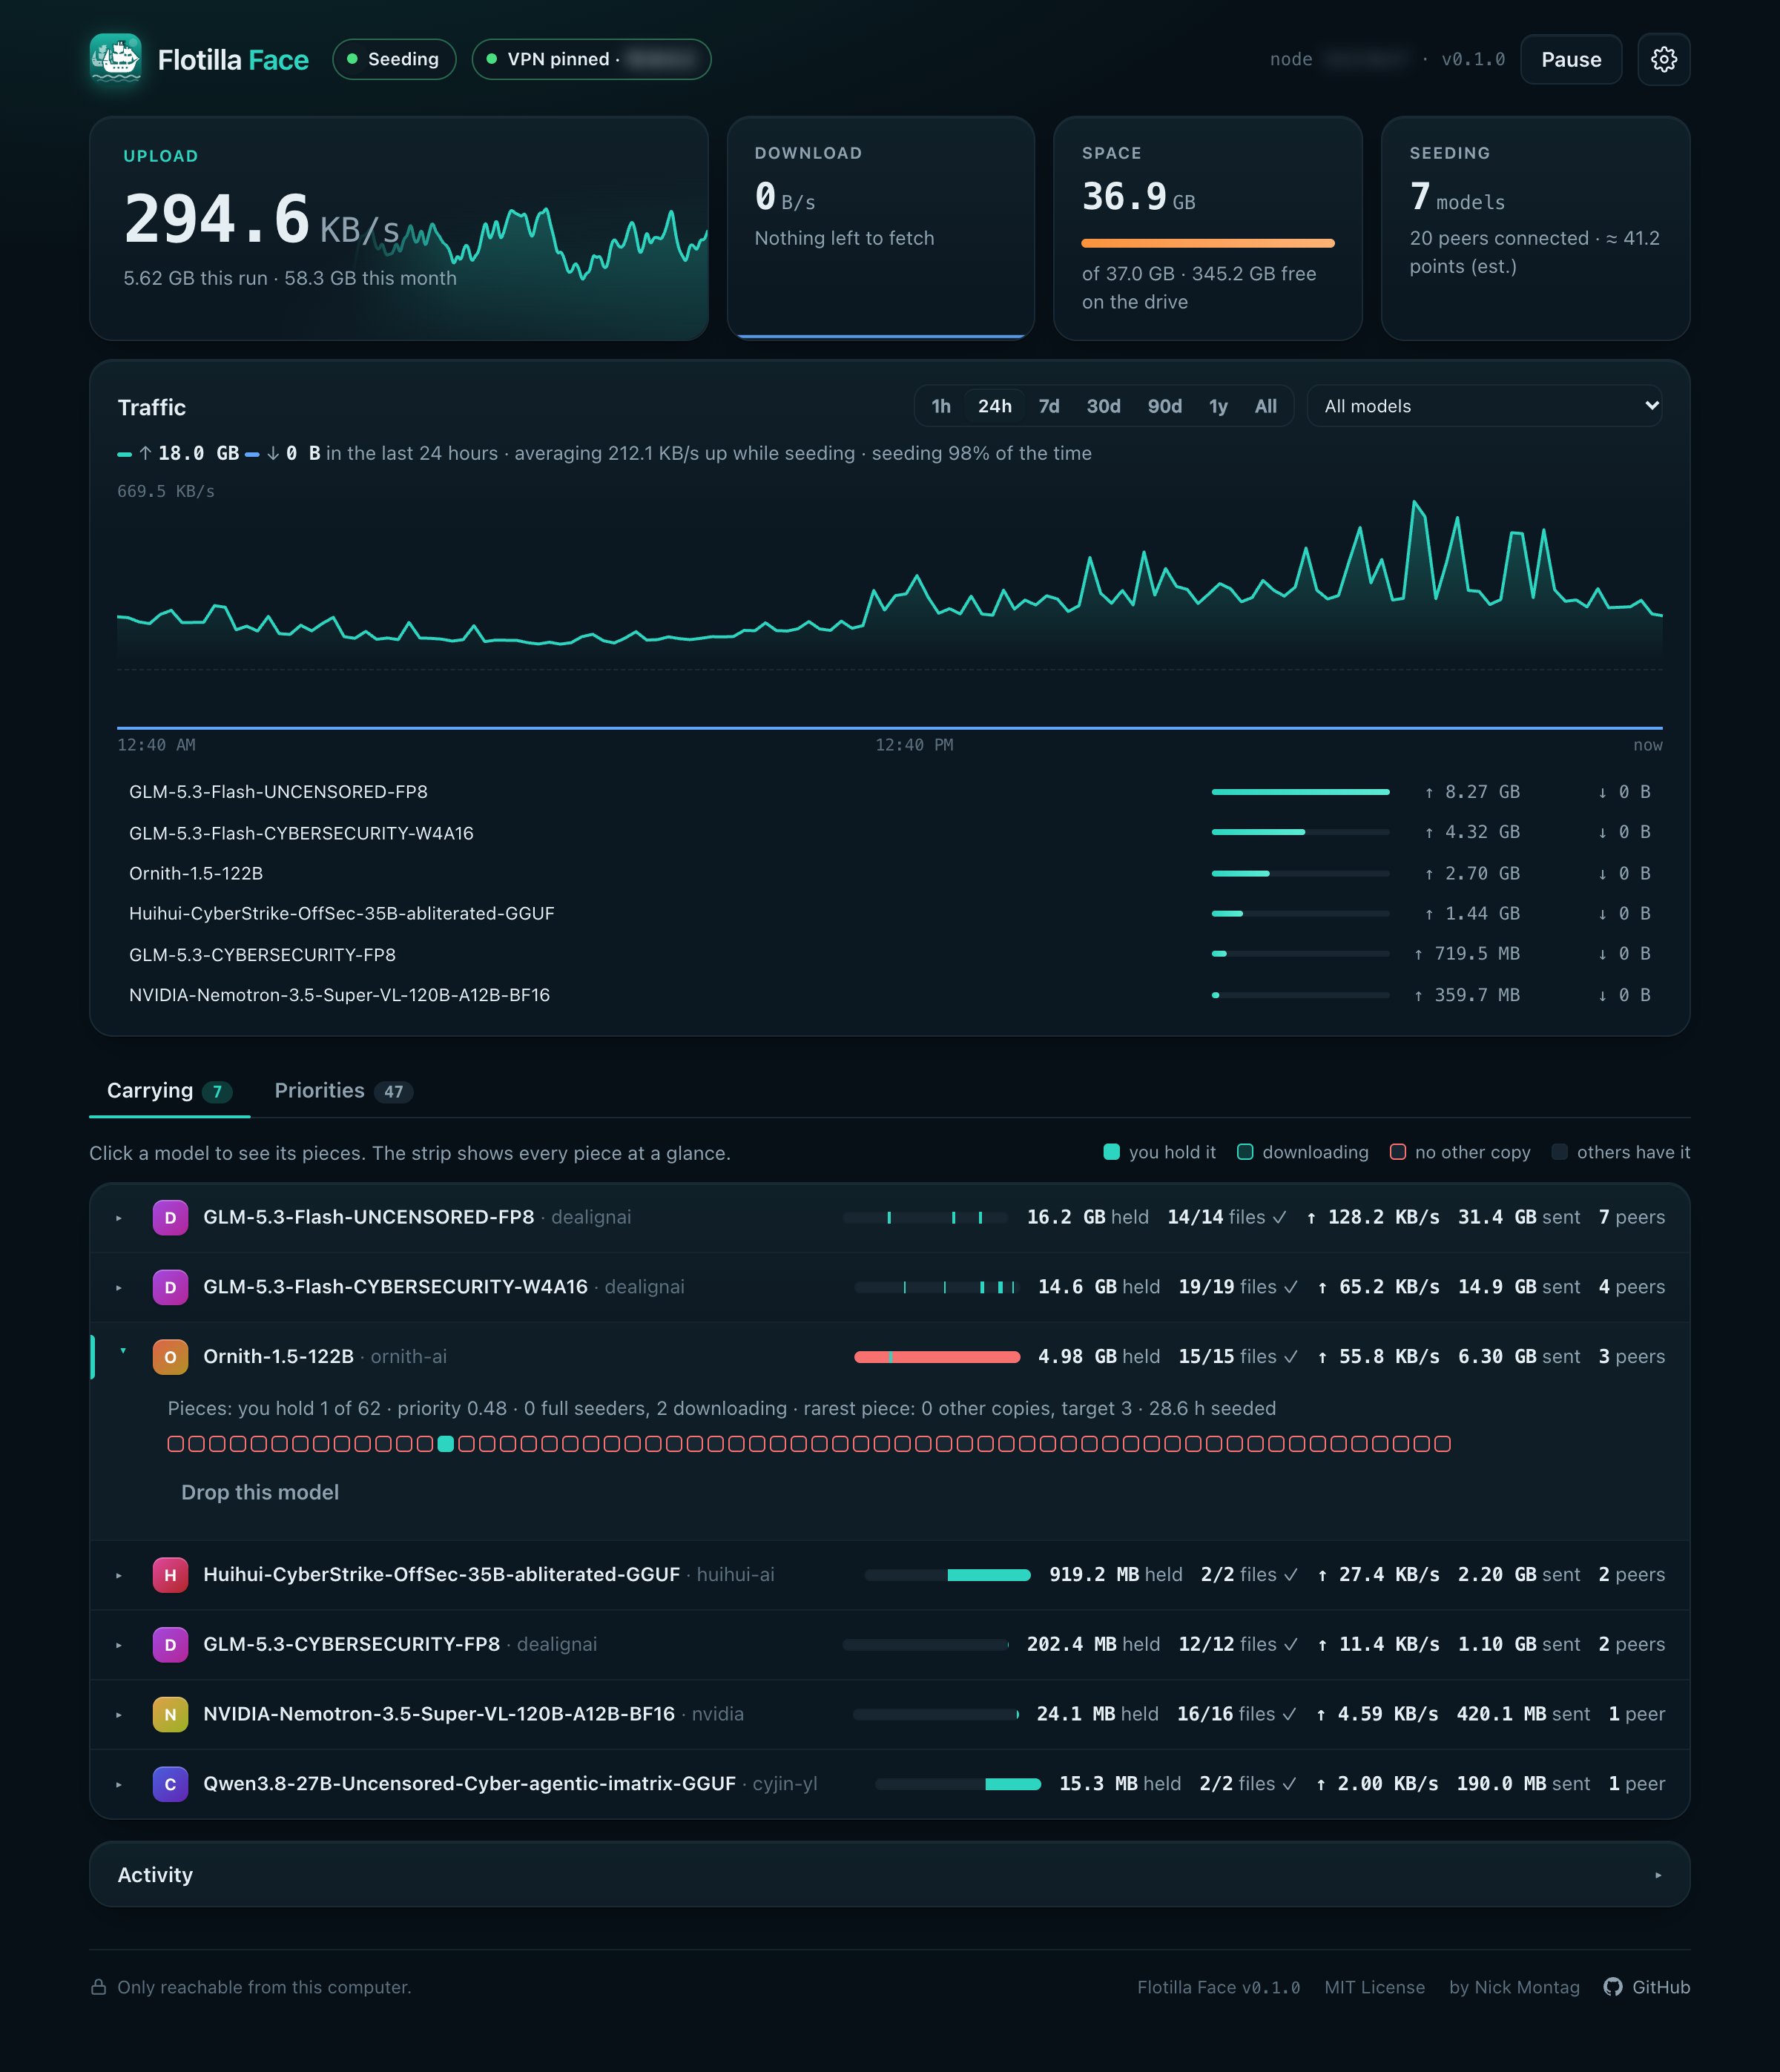 Flotilla Face
Seeding
VPN pinned ·
node · v0.1.0
Pause
UPLOAD
294.6 KB/s
5.62 GB this run · 58.3 GB this month
DOWNLOAD
0 B/s
Nothing left to fetch
SPACE
36.9 GB
of 37.0 GB · 345.2 GB free
on the drive
SEEDING
7 models
20 peers connected · ≈ 41.2
points (est.)
Traffic
1h 24h 7d 30d 90d 1y All
All models
↑ 18.0 GB ↓ 0 B in the last 24 hours · averaging 212.1 KB/s up while seeding · seeding 98% of the time
669.5 KB/s
12:40 AM 12:40 PM now
GLM-5.3-Flash-UNCENSORED-FP8 ↑ 8.27 GB ↓ 0 B
GLM-5.3-Flash-CYBERSECURITY-W4A16 ↑ 4.32 GB ↓ 0 B
Ornith-1.5-122B ↑ 2.70 GB ↓ 0 B
Huihui-CyberStrike-OffSec-35B-abliterated-GGUF ↑ 1.44 GB ↓ 0 B
GLM-5.3-CYBERSECURITY-FP8 ↑ 719.5 MB ↓ 0 B
NVIDIA-Nemotron-3.5-Super-VL-120B-A12B-BF16 ↑ 359.7 MB ↓ 0 B
Carrying 7
Priorities 47
Click a model to see its pieces. The strip shows every piece at a glance.
you hold it downloading no other copy others have it
D GLM-5.3-Flash-UNCENSORED-FP8 · dealignai 16.2 GB held 14/14 files ✓ ↑ 128.2 KB/s 31.4 GB sent 7 peers
D GLM-5.3-Flash-CYBERSECURITY-W4A16 · dealignai 14.6 GB held 19/19 files ✓ ↑ 65.2 KB/s 14.9 GB sent 4 peers
O Ornith-1.5-122B · ornith-ai 4.98 GB held 15/15 files ✓ ↑ 55.8 KB/s 6.30 GB sent 3 peers
Pieces: you hold 1 of 62 · priority 0.48 · 0 full seeders, 2 downloading · rarest piece: 0 other copies, target 3 · 28.6 h seeded
Drop this model
H Huihui-CyberStrike-OffSec-35B-abliterated-GGUF · huihui-ai 919.2 MB held 2/2 files ✓ ↑ 27.4 KB/s 2.20 GB sent 2 peers
D GLM-5.3-CYBERSECURITY-FP8 · dealignai 202.4 MB held 12/12 files ✓ ↑ 11.4 KB/s 1.10 GB sent 2 peers
N NVIDIA-Nemotron-3.5-Super-VL-120B-A12B-BF16 · nvidia 24.1 MB held 16/16 files ✓ ↑ 4.59 KB/s 420.1 MB sent 1 peer
C Qwen3.8-27B-Uncensored-Cyber-agentic-imatrix-GGUF · cyjin-yl 15.3 MB held 2/2 files ✓ ↑ 2.00 KB/s 190.0 MB sent 1 peer
Activity
Only reachable from this computer.
Flotilla Face v0.1.0 MIT License by Nick Montag GitHub